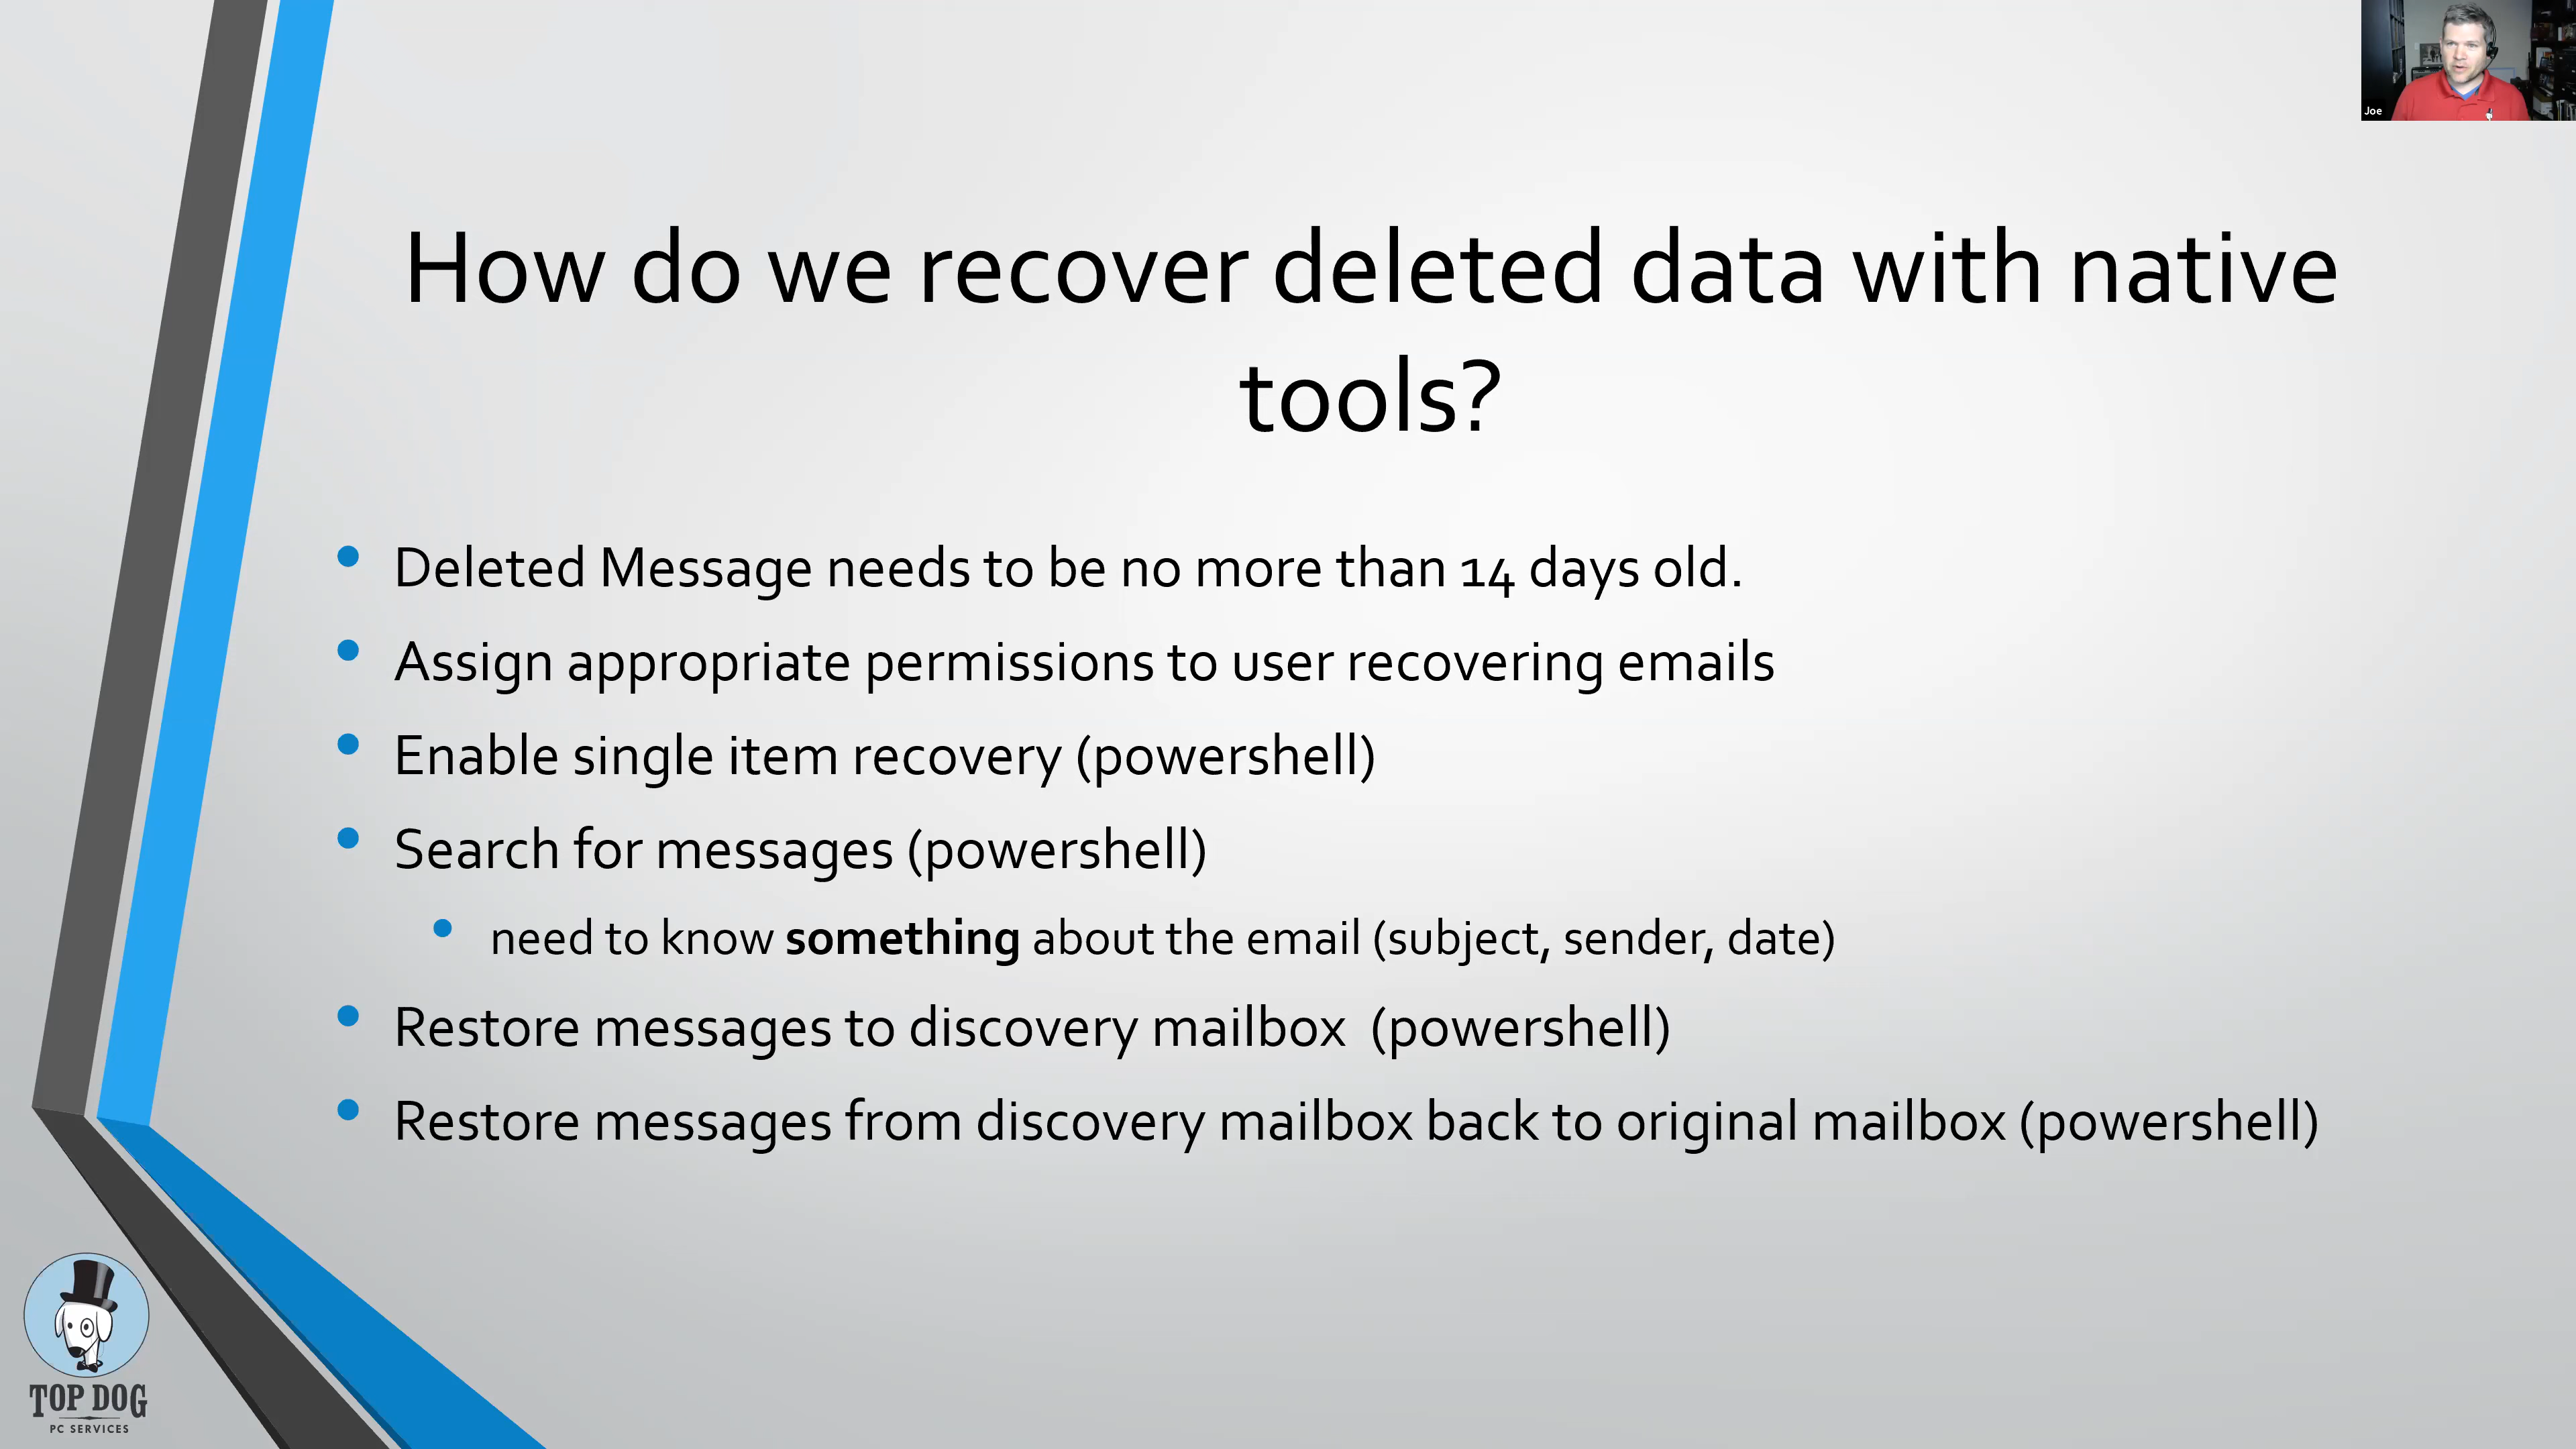 Joe
How do we recover deleted data with native
tools?
Deleted Message needs to be no more than 14 days old.
Assign appropriate permissions to user recovering emails
Enable single item recovery (powershell)
Search for messages (powershell)
need to know something about the email (subject, sender, date)
Restore messages to discovery mailbox (powershell)
Restore messages from discovery mailbox back to original mailbox (powershell)
TOP DOG
PC SERVICES